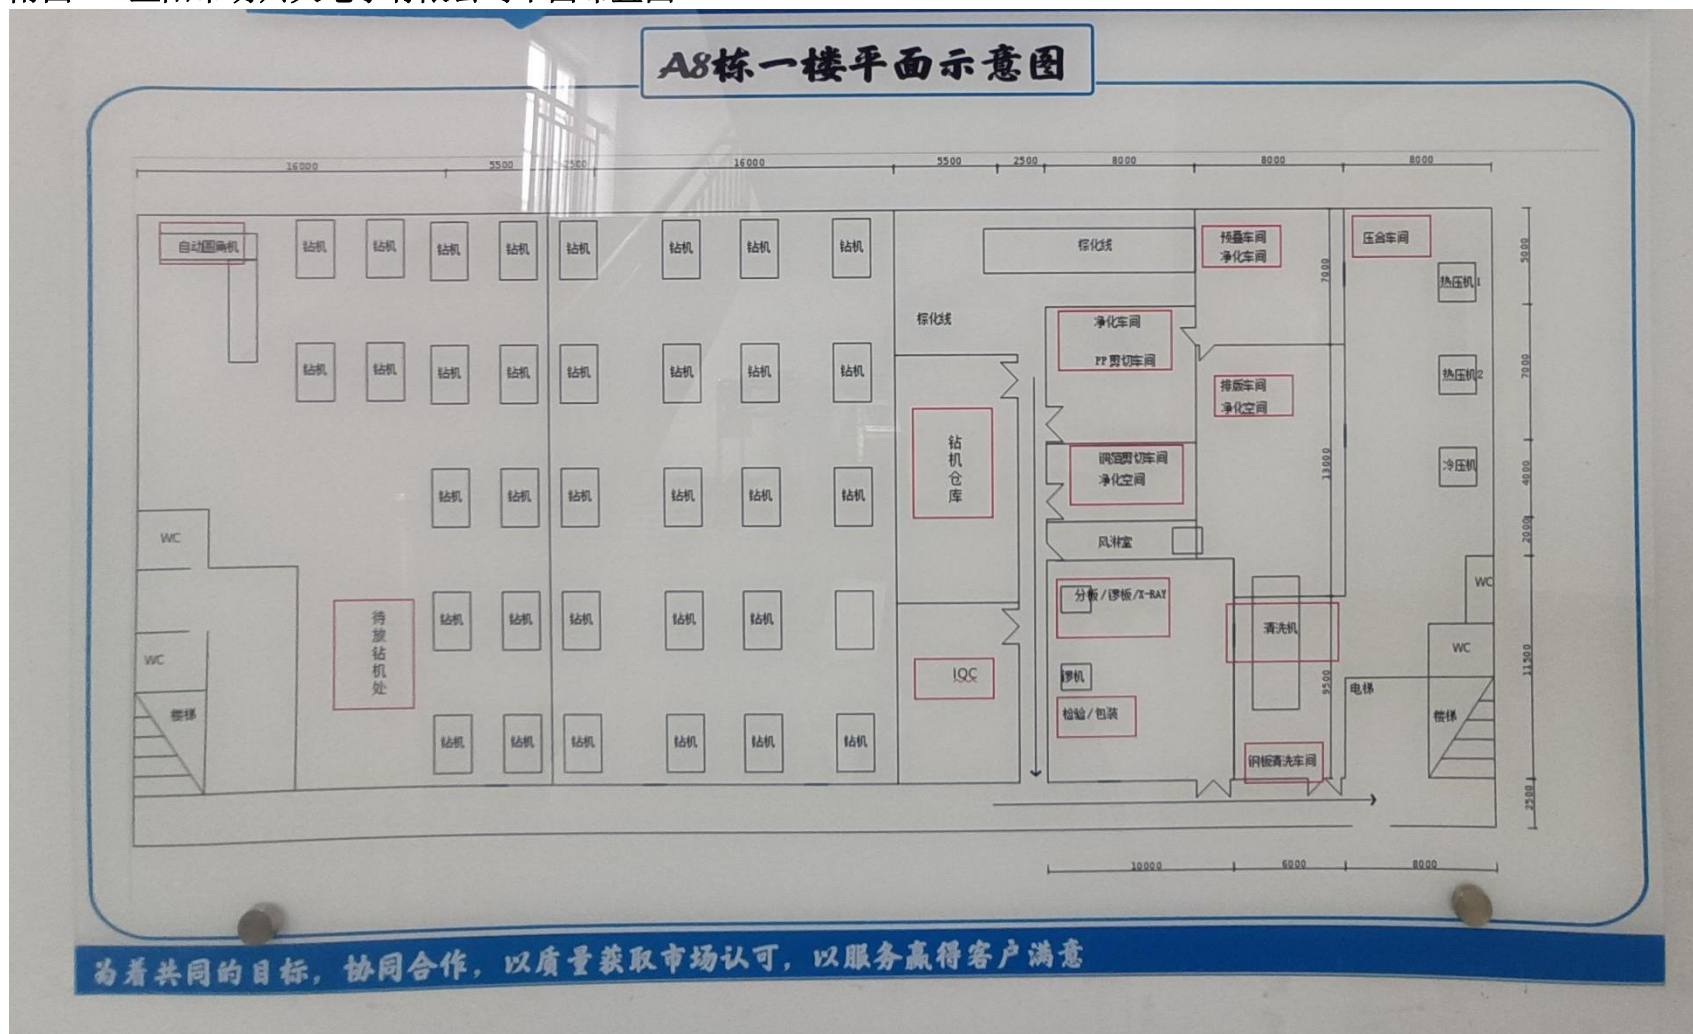 A8栋一楼平面示意图
16000 5500 2500 16000 5500 2500 8000 8000 8000
自动圆角机 钻机 钻机 钻机 钻机 钻机 钻机 钻机 钻机 棕化线 预叠车间 压合车间
净化车间
5000
7000
热压机1
棕化线 净化车间
PP剪切车间
钻机 钻机 钻机 钻机 钻机 钻机 钻机 钻机 热压机2
7000
排版车间
净化空间
钻机仓库
铜箔剪切车间
净化空间
13000
冷压机
4000
钻机 钻机 钻机 钻机 钻机 钻机
WC
风淋室
2000
WC
分板/锣板/X-RAY
待放钻机处
钻机 钻机 钻机 钻机 钻机
清洗机
WC
WC
11500
IQC
锣机
9500
电梯
楼梯
检验/包装
楼梯
钻机 钻机 钻机 钻机 钻机 钻机
钢板清洗车间
2500
10000 6000 8000
为着共同的目标，协同合作，以质量获取市场认可，以服务赢得客户满意